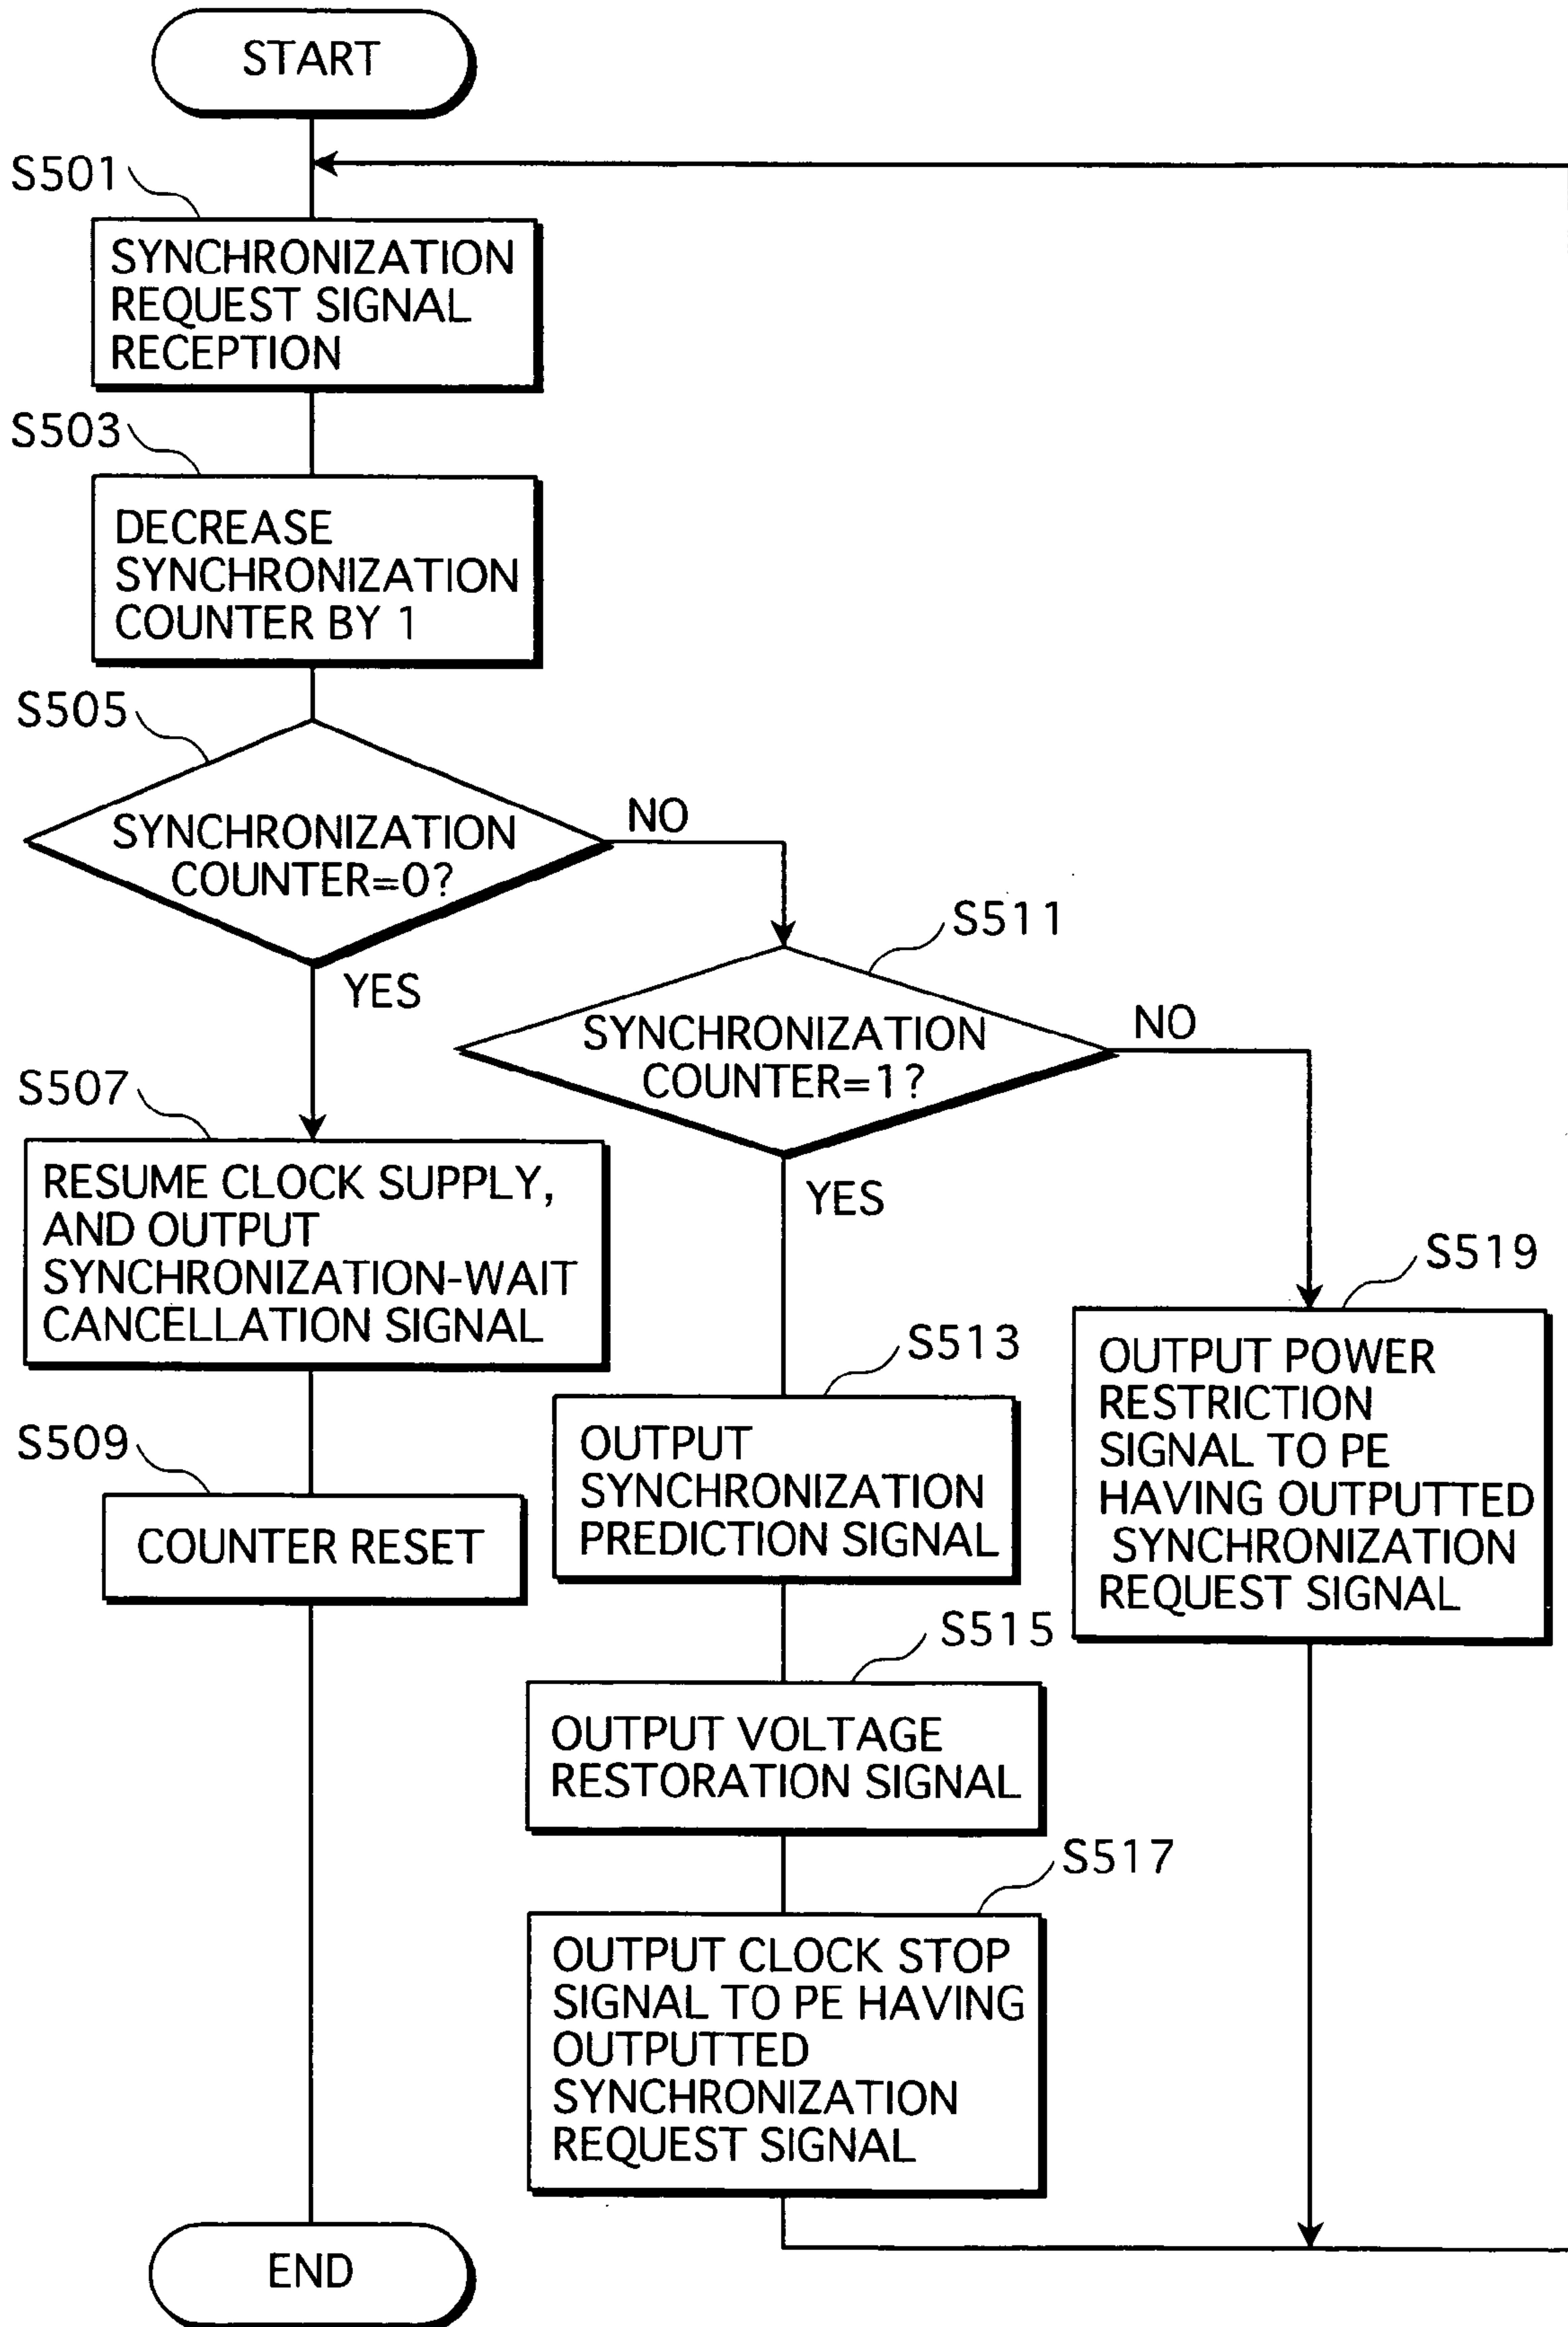 START
S501
SYNCHRONIZATION
REQUEST SIGNAL
RECEPTION
S503
DECREASE
SYNCHRONIZATION
COUNTER BY 1
S505
SYNCHRONIZATION
COUNTER=0?
NO
YES
S511
SYNCHRONIZATION
COUNTER=1?
NO
YES
S507
RESUME CLOCK SUPPLY,
AND OUTPUT
SYNCHRONIZATION-WAIT
CANCELLATION SIGNAL
S509
COUNTER RESET
S513
OUTPUT
SYNCHRONIZATION
PREDICTION SIGNAL
S515
OUTPUT VOLTAGE
RESTORATION SIGNAL
S517
OUTPUT CLOCK STOP
SIGNAL TO PE HAVING
OUTPUTTED
SYNCHRONIZATION
REQUEST SIGNAL
S519
OUTPUT POWER
RESTRICTION
SIGNAL TO PE
HAVING OUTPUTTED
SYNCHRONIZATION
REQUEST SIGNAL
END